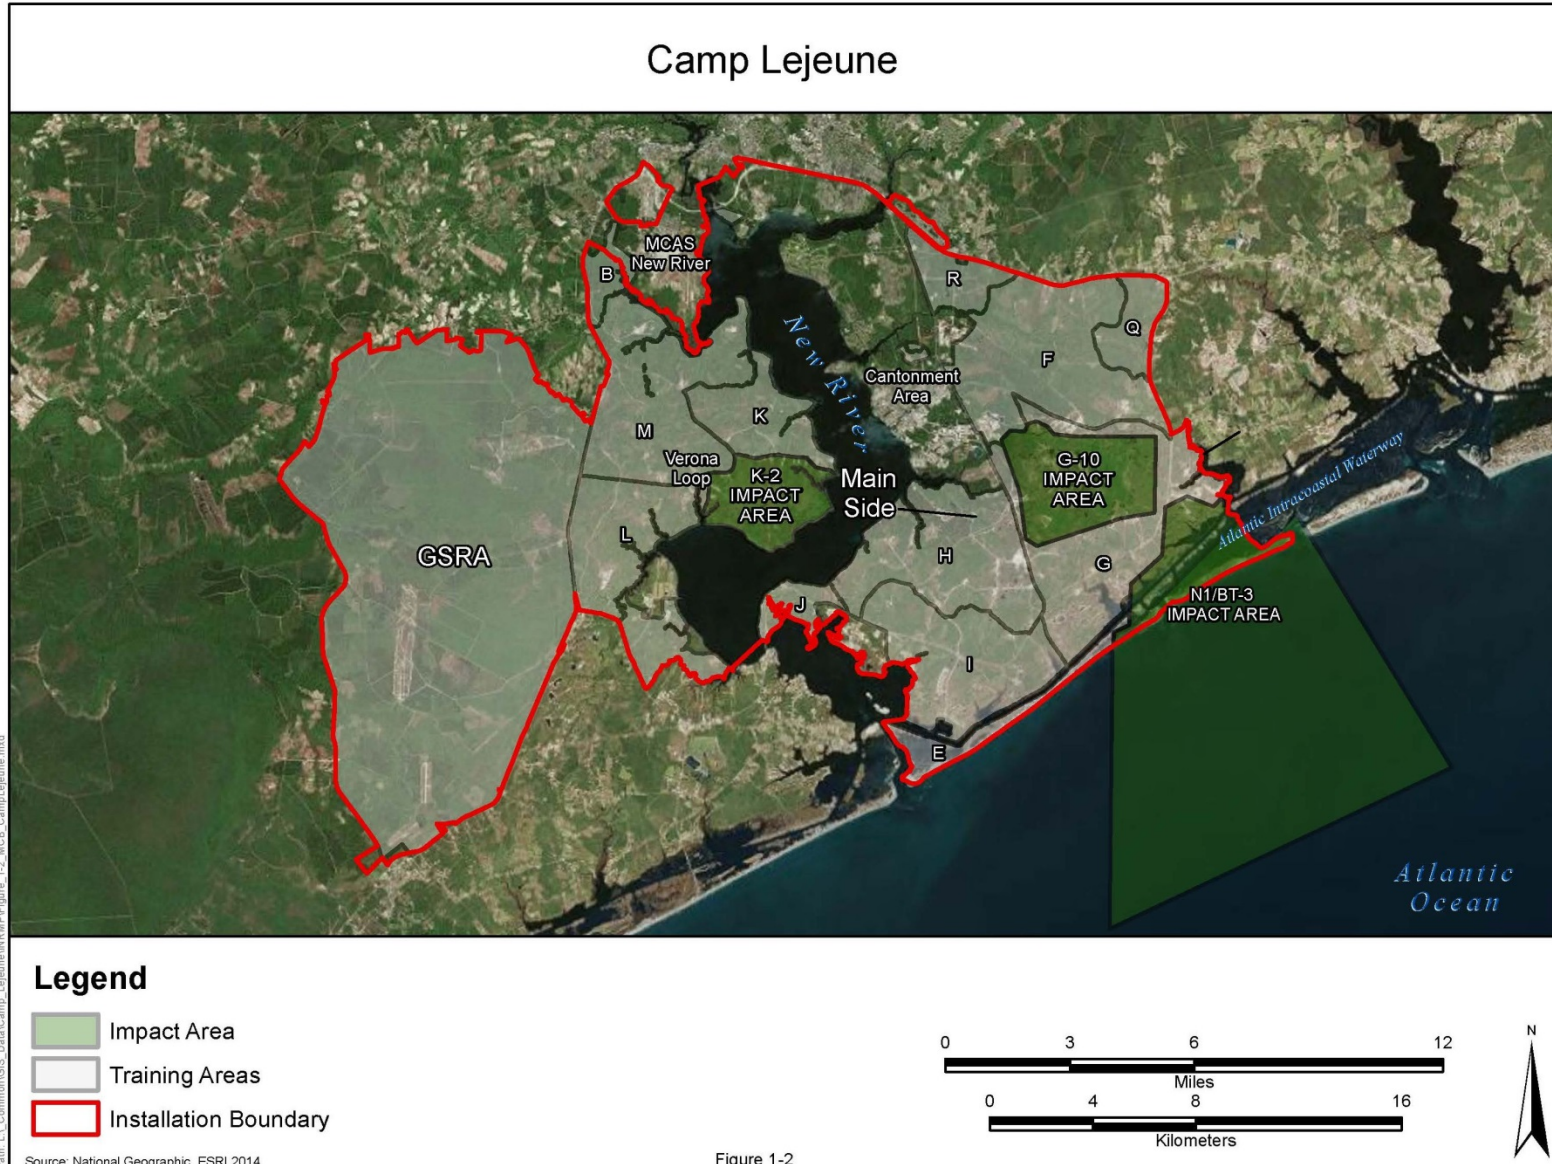 Camp Lejeune
MCAS
New River
B
R
Q
F
New River
Cantonment
Area
K
M
Verona
Loop
K-2
IMPACT
AREA
Main
Side
G-10
IMPACT
AREA
Atlantic Intracoastal Waterway
L
GSRA
H
G
J
N1/BT-3
IMPACT AREA
I
E
Atlantic
Ocean
Legend
Impact Area
Training Areas
Installation Boundary
0 3 6 12
Miles
0 4 8 16
Kilometers
N
Source: National Geographic, ESRI 2014
Figure 1-2